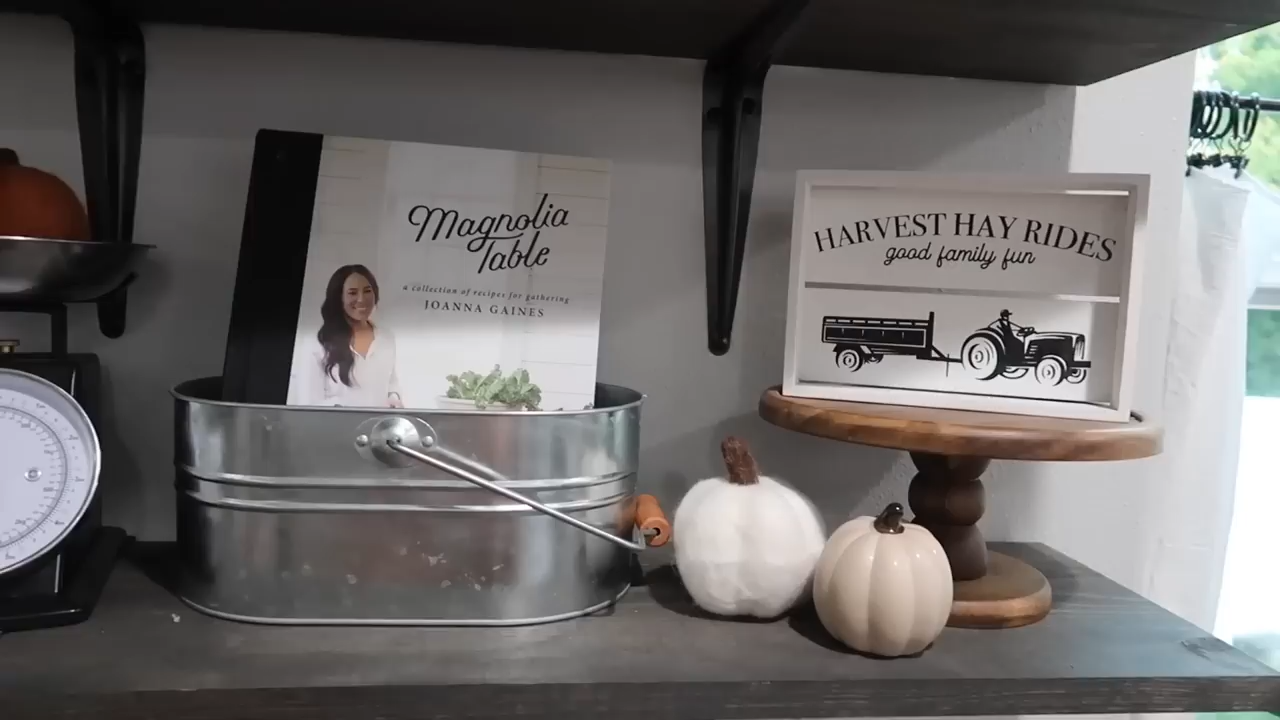 Magnolia
Table
a collection of recipes for gathering
JOANNA GAINES
HARVEST HAY RIDES
good family fun